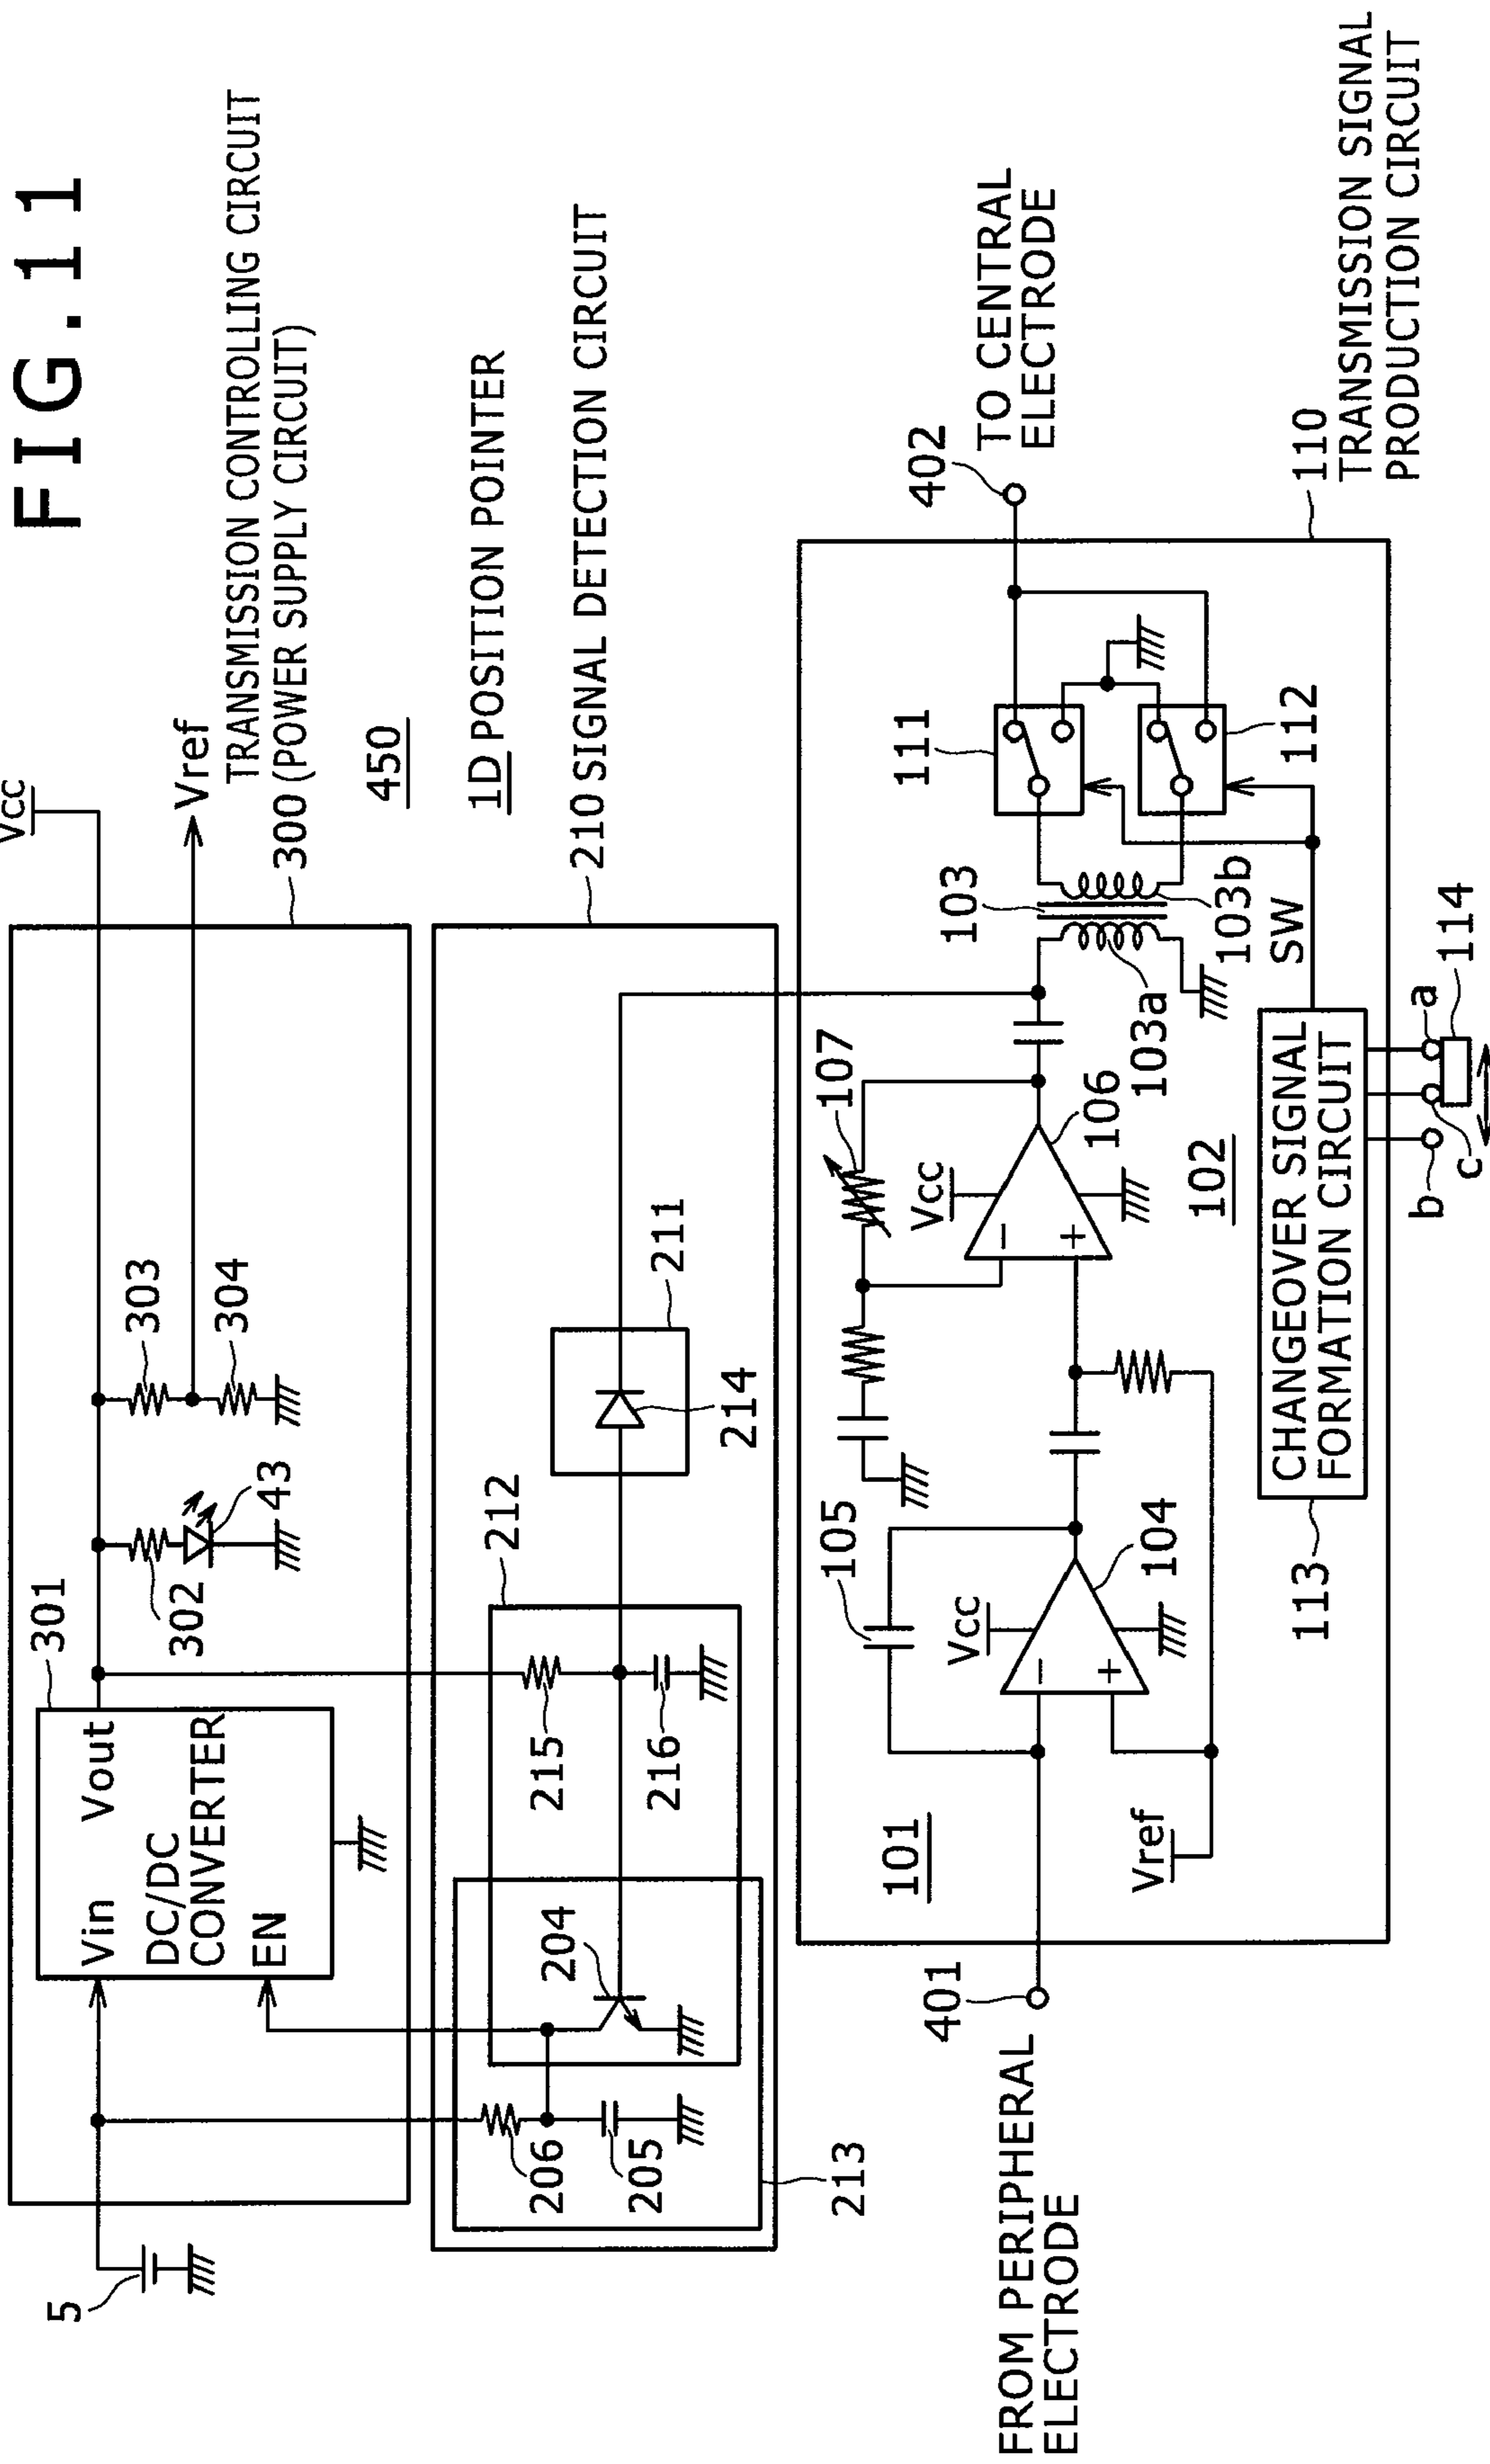 FIG.11
Vcc
Vref
TRANSMISSION CONTROLLING CIRCUIT
300 (POWER SUPPLY CIRCUIT)
450
1D POSITION POINTER
210 SIGNAL DETECTION CIRCUIT
5
301
Vin
Vout
DC/DC
CONVERTER
EN
302
43
303
304
206
205
213
204
212
215
216
211
214
FROM PERIPHERAL
ELECTRODE
401
101
Vref
105
Vcc
104
102
Vcc
107
106
103
103a
103b
SW
111
112
402
TO CENTRAL
ELECTRODE
110
TRANSMISSION SIGNAL
PRODUCTION CIRCUIT
113
CHANGEOVER SIGNAL
FORMATION CIRCUIT
b
c
a
114